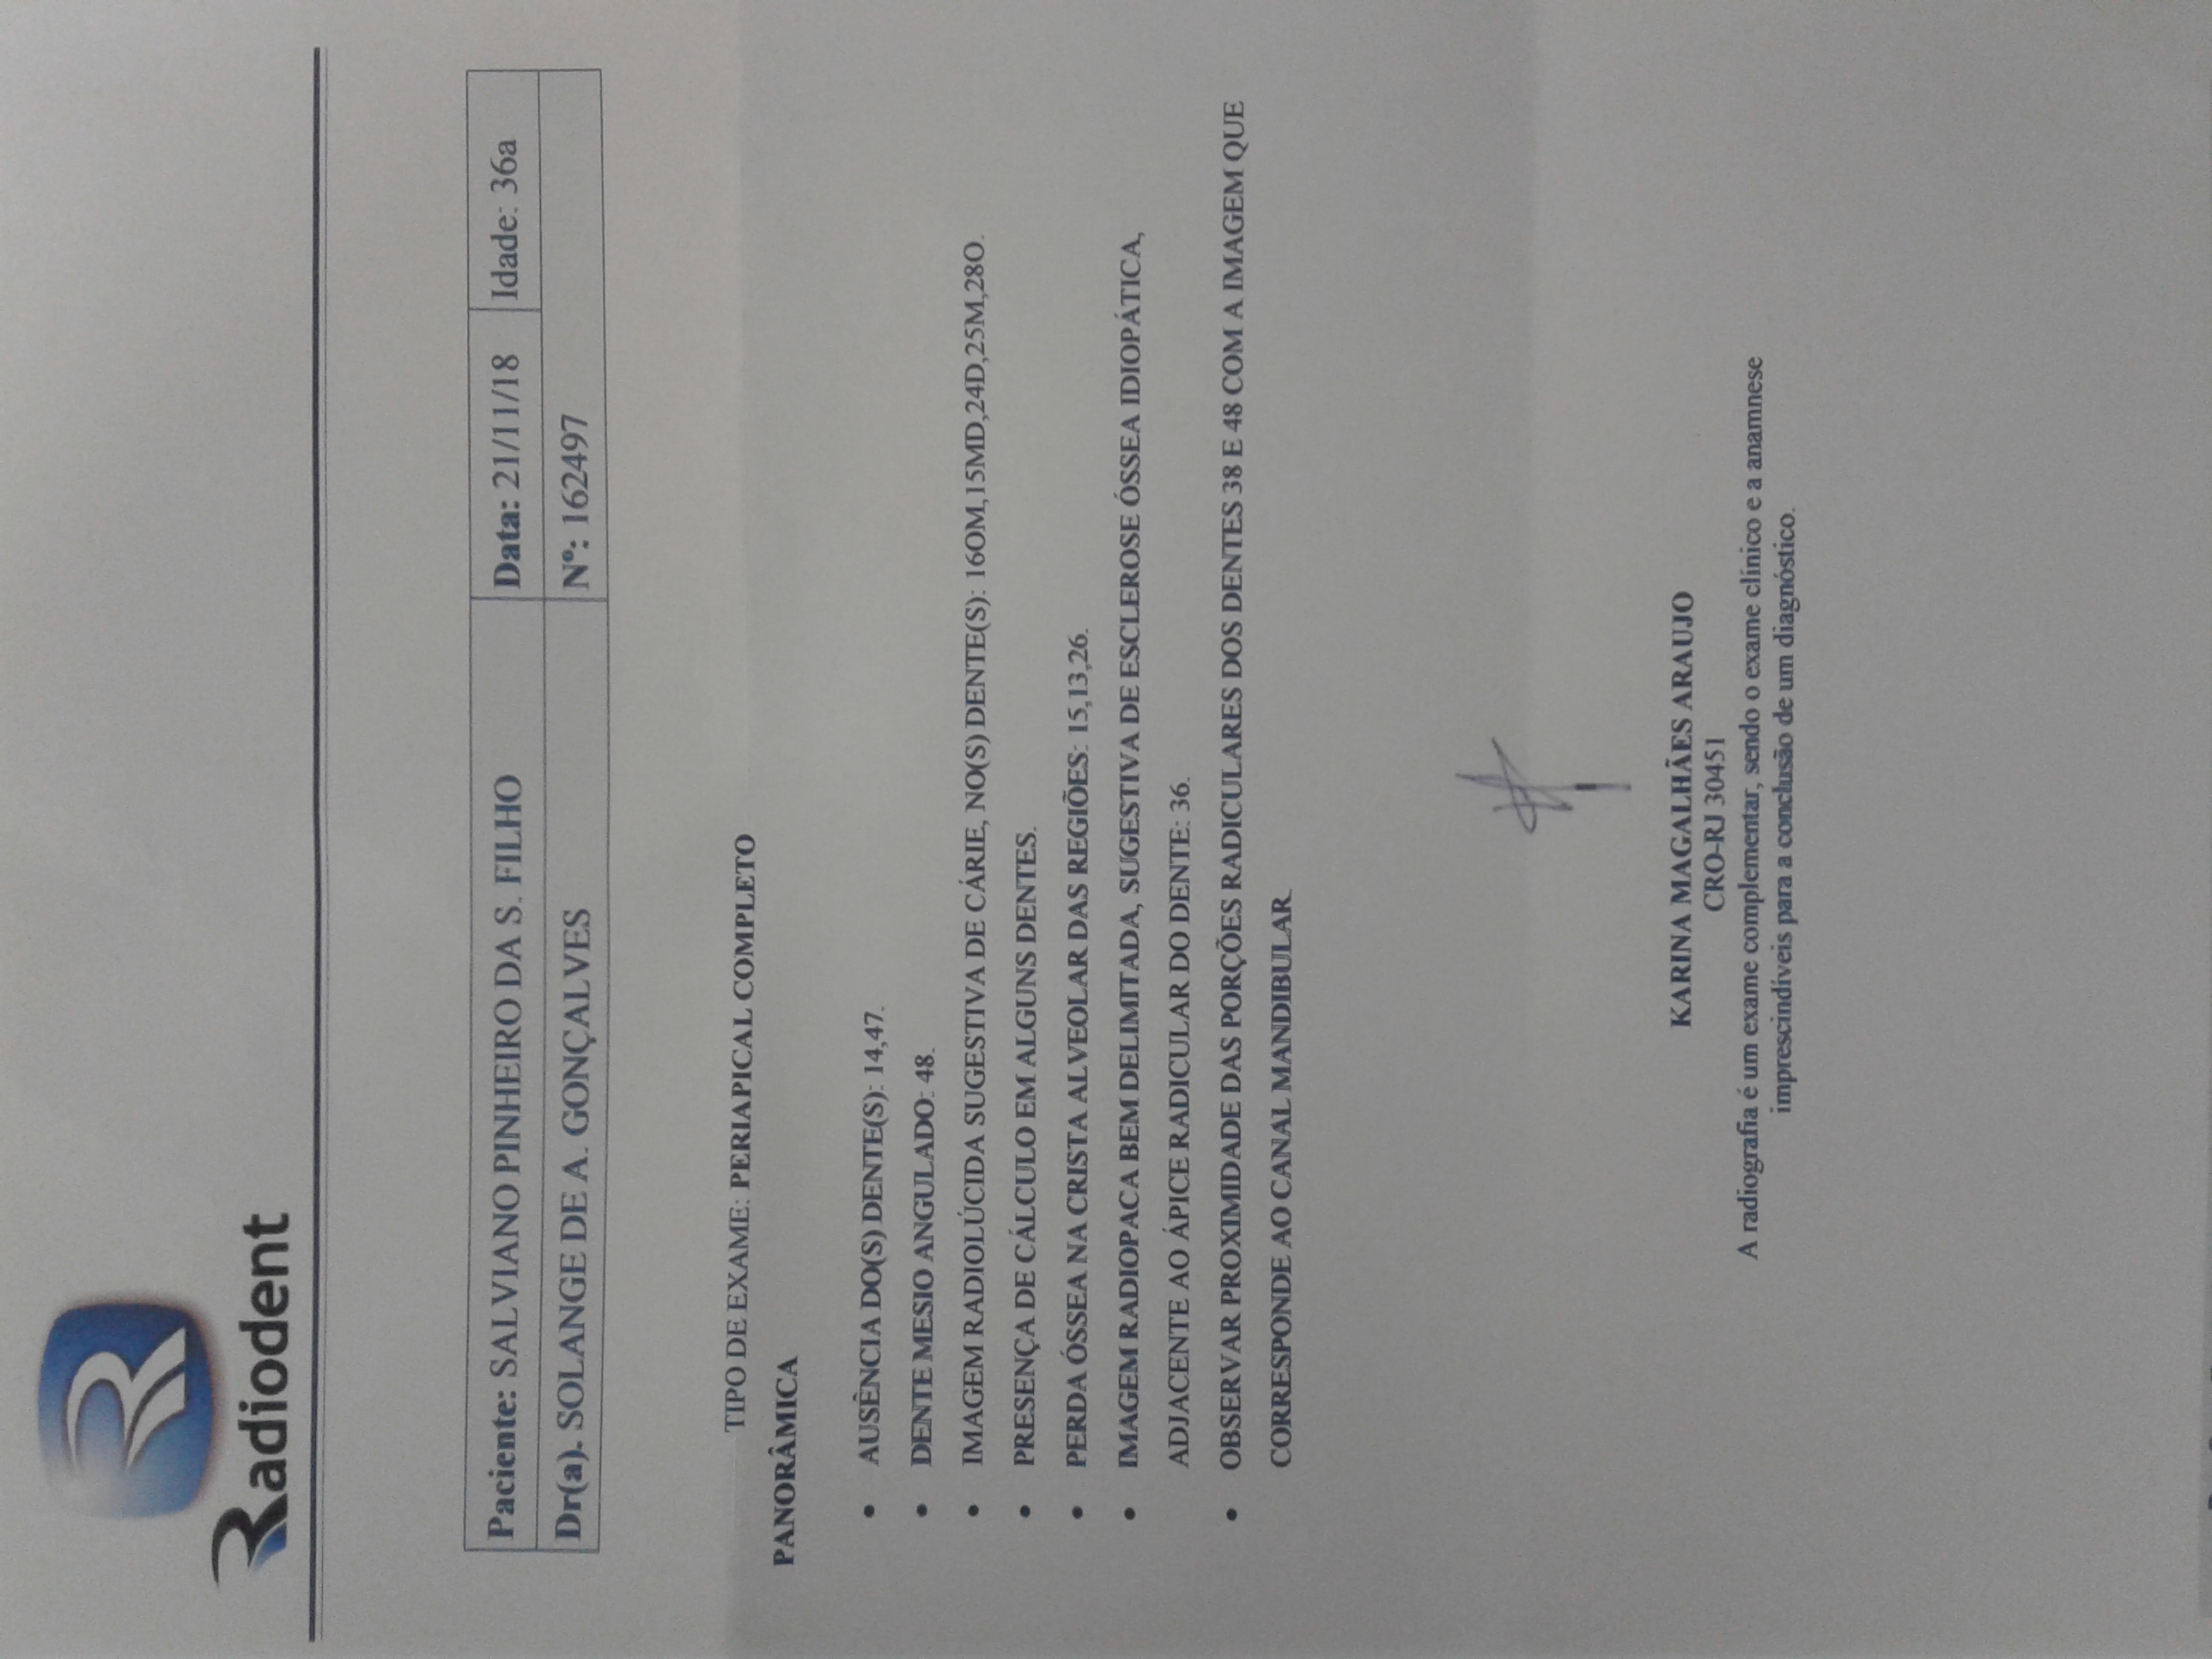 Radiodent
Paciente: SALVIANO PINHEIRO DA S. FILHO Data: 21/11/18 Idade: 36a
Dr(a). SOLANGE DE A. GONÇALVES Nº: 162497
TIPO DE EXAME: PERIAPICAL COMPLETO
PANORÂMICA
• AUSÊNCIA DO(S) DENTE(S): 14,47.
• DENTE MESIO ANGULADO: 48.
• IMAGEM RADIOLÚCIDA SUGESTIVA DE CÁRIE, NO(S) DENTE(S): 16OM,15MD,24D,25M,28O.
• PRESENÇA DE CÁLCULO EM ALGUNS DENTES.
• PERDA ÓSSEA NA CRISTA ALVEOLAR DAS REGIÕES: 15,13,26.
• IMAGEM RADIOPACA BEM DELIMITADA, SUGESTIVA DE ESCLEROSE ÓSSEA IDIOPÁTICA,
ADJACENTE AO ÁPICE RADICULAR DO DENTE: 36.
• OBSERVAR PROXIMIDADE DAS PORÇÕES RADICULARES DOS DENTES 38 E 48 COM A IMAGEM QUE
CORRESPONDE AO CANAL MANDIBULAR.
KARINA MAGALHÃES ARAUJO
CRO-RJ 30451
A radiografia é um exame complementar, sendo o exame clínico e a anamnese
imprescindíveis para a conclusão de um diagnóstico.